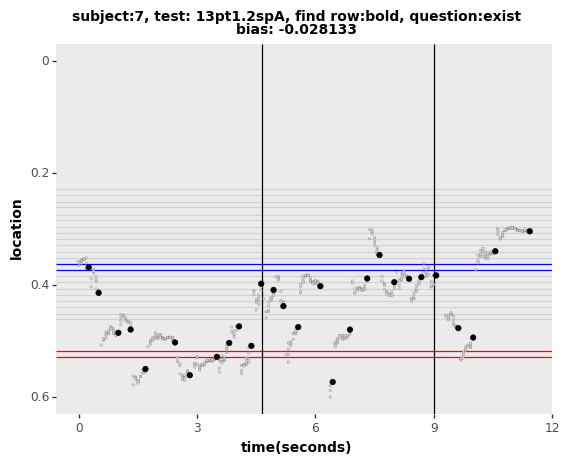 subject:7, test: 13pt1.2spA, find row:bold, question:exist
bias: -0.028133
0
0.2
0.4
0.6
location
0
3
6
9
12
time(seconds)